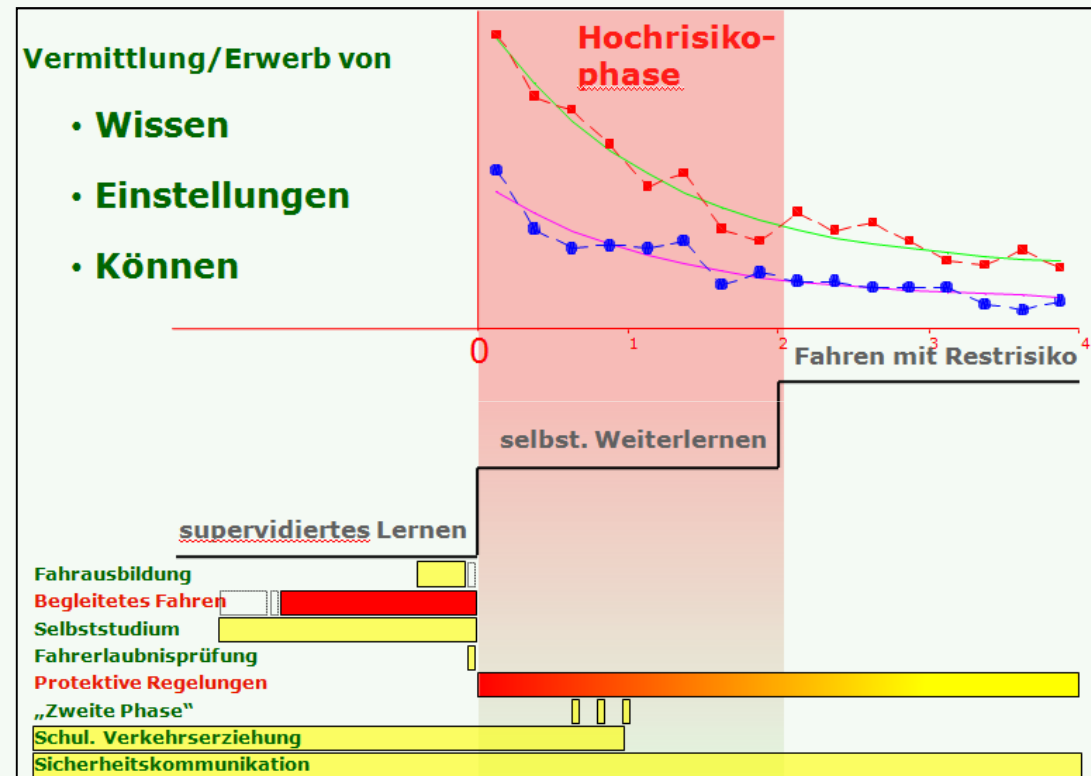 Vermittlung/Erwerb von
• Wissen
• Einstellungen
• Können
Hochrisiko-
phase
0 1 2 3 4
Fahren mit Restrisiko
selbst. Weiterlernen
supervidiertes Lernen
Fahrausbildung
Begleitetes Fahren
Selbststudium
Fahrerlaubnisprüfung
Protektive Regelungen
„Zweite Phase“
Schul. Verkehrserziehung
Sicherheitskommunikation